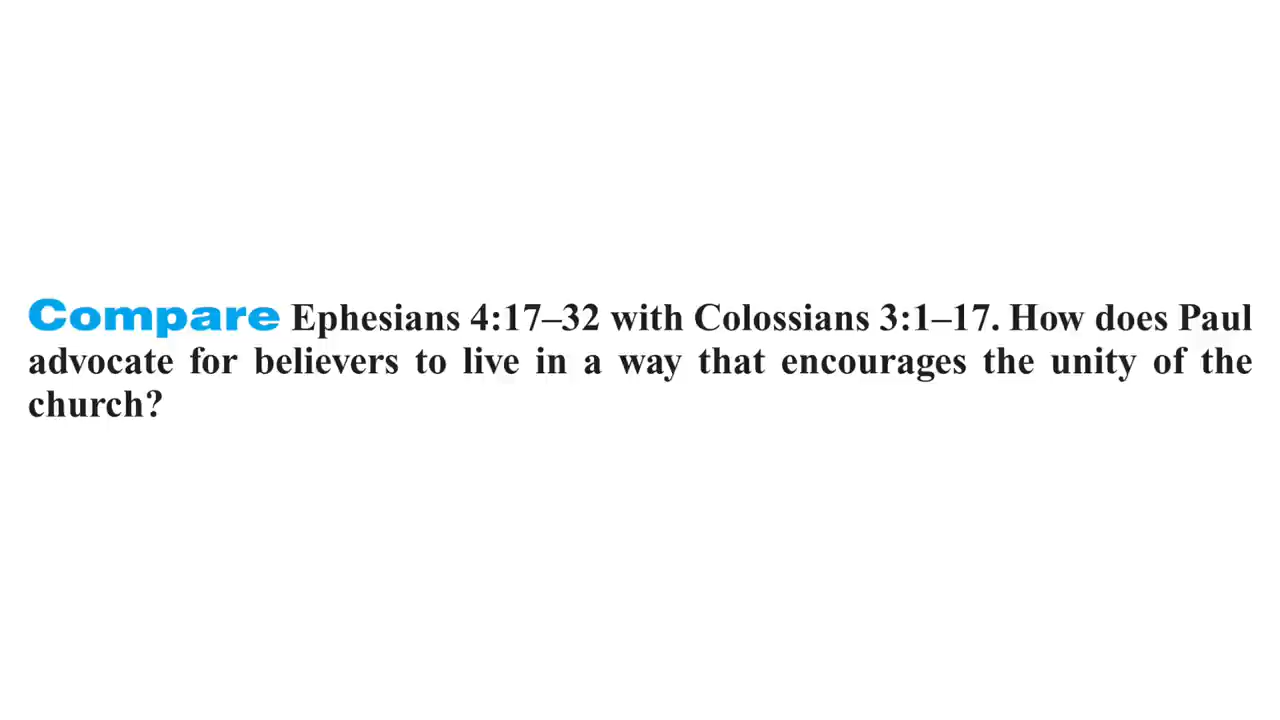 Compare Ephesians 4:17–32 with Colossians 3:1–17. How does Paul
advocate for believers to live in a way that encourages the unity of the
church?